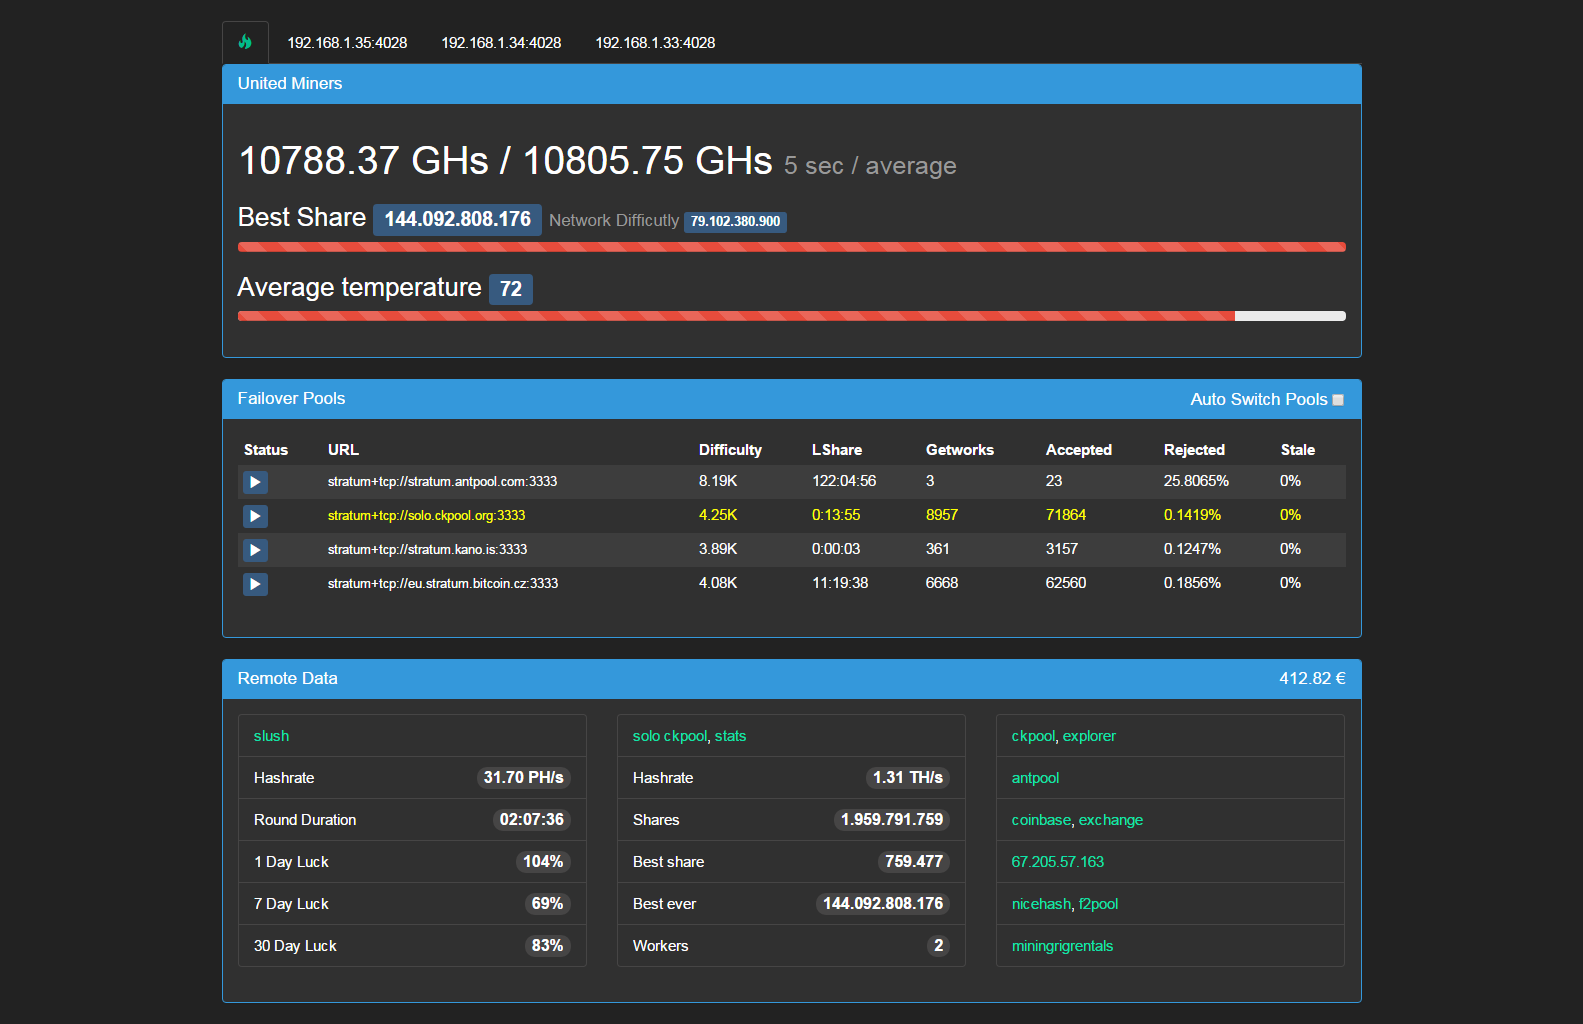 192.168.1.35:4028 192.168.1.34:4028 192.168.1.33:4028
United Miners
10788.37 GHs / 10805.75 GHs 5 sec / average
Best Share 144.092.808.176 Network Difficutly 79.102.380.900
Average temperature 72
Failover Pools Auto Switch Pools
Status URL Difficulty LShare Getworks Accepted Rejected Stale
stratum+tcp://stratum.antpool.com:3333 8.19K 122:04:56 3 23 25.8065% 0%
stratum+tcp://solo.ckpool.org:3333 4.25K 0:13:55 8957 71864 0.1419% 0%
stratum+tcp://stratum.kano.is:3333 3.89K 0:00:03 361 3157 0.1247% 0%
stratum+tcp://eu.stratum.bitcoin.cz:3333 4.08K 11:19:38 6668 62560 0.1856% 0%
Remote Data 412.82 €
slush
Hashrate 31.70 PH/s
Round Duration 02:07:36
1 Day Luck 104%
7 Day Luck 69%
30 Day Luck 83%
solo ckpool, stats
Hashrate 1.31 TH/s
Shares 1.959.791.759
Best share 759.477
Best ever 144.092.808.176
Workers 2
ckpool, explorer
antpool
coinbase, exchange
67.205.57.163
nicehash, f2pool
miningrigrentals